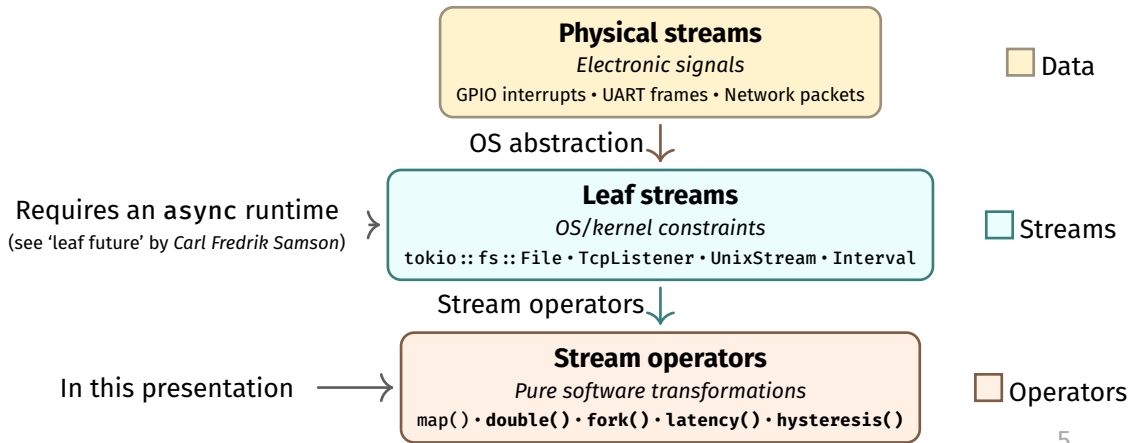 Physical streams
Electronic signals
GPIO interrupts • UART frames • Network packets
Data
OS abstraction
Leaf streams
OS/kernel constraints
tokio::fs::File • TcpListener • UnixStream • Interval
Requires an async runtime
(see ‘leaf future’ by Carl Fredrik Samson)
Streams
Stream operators
Stream operators
Pure software transformations
map() • double() • fork() • latency() • hysteresis()
In this presentation
Operators
5